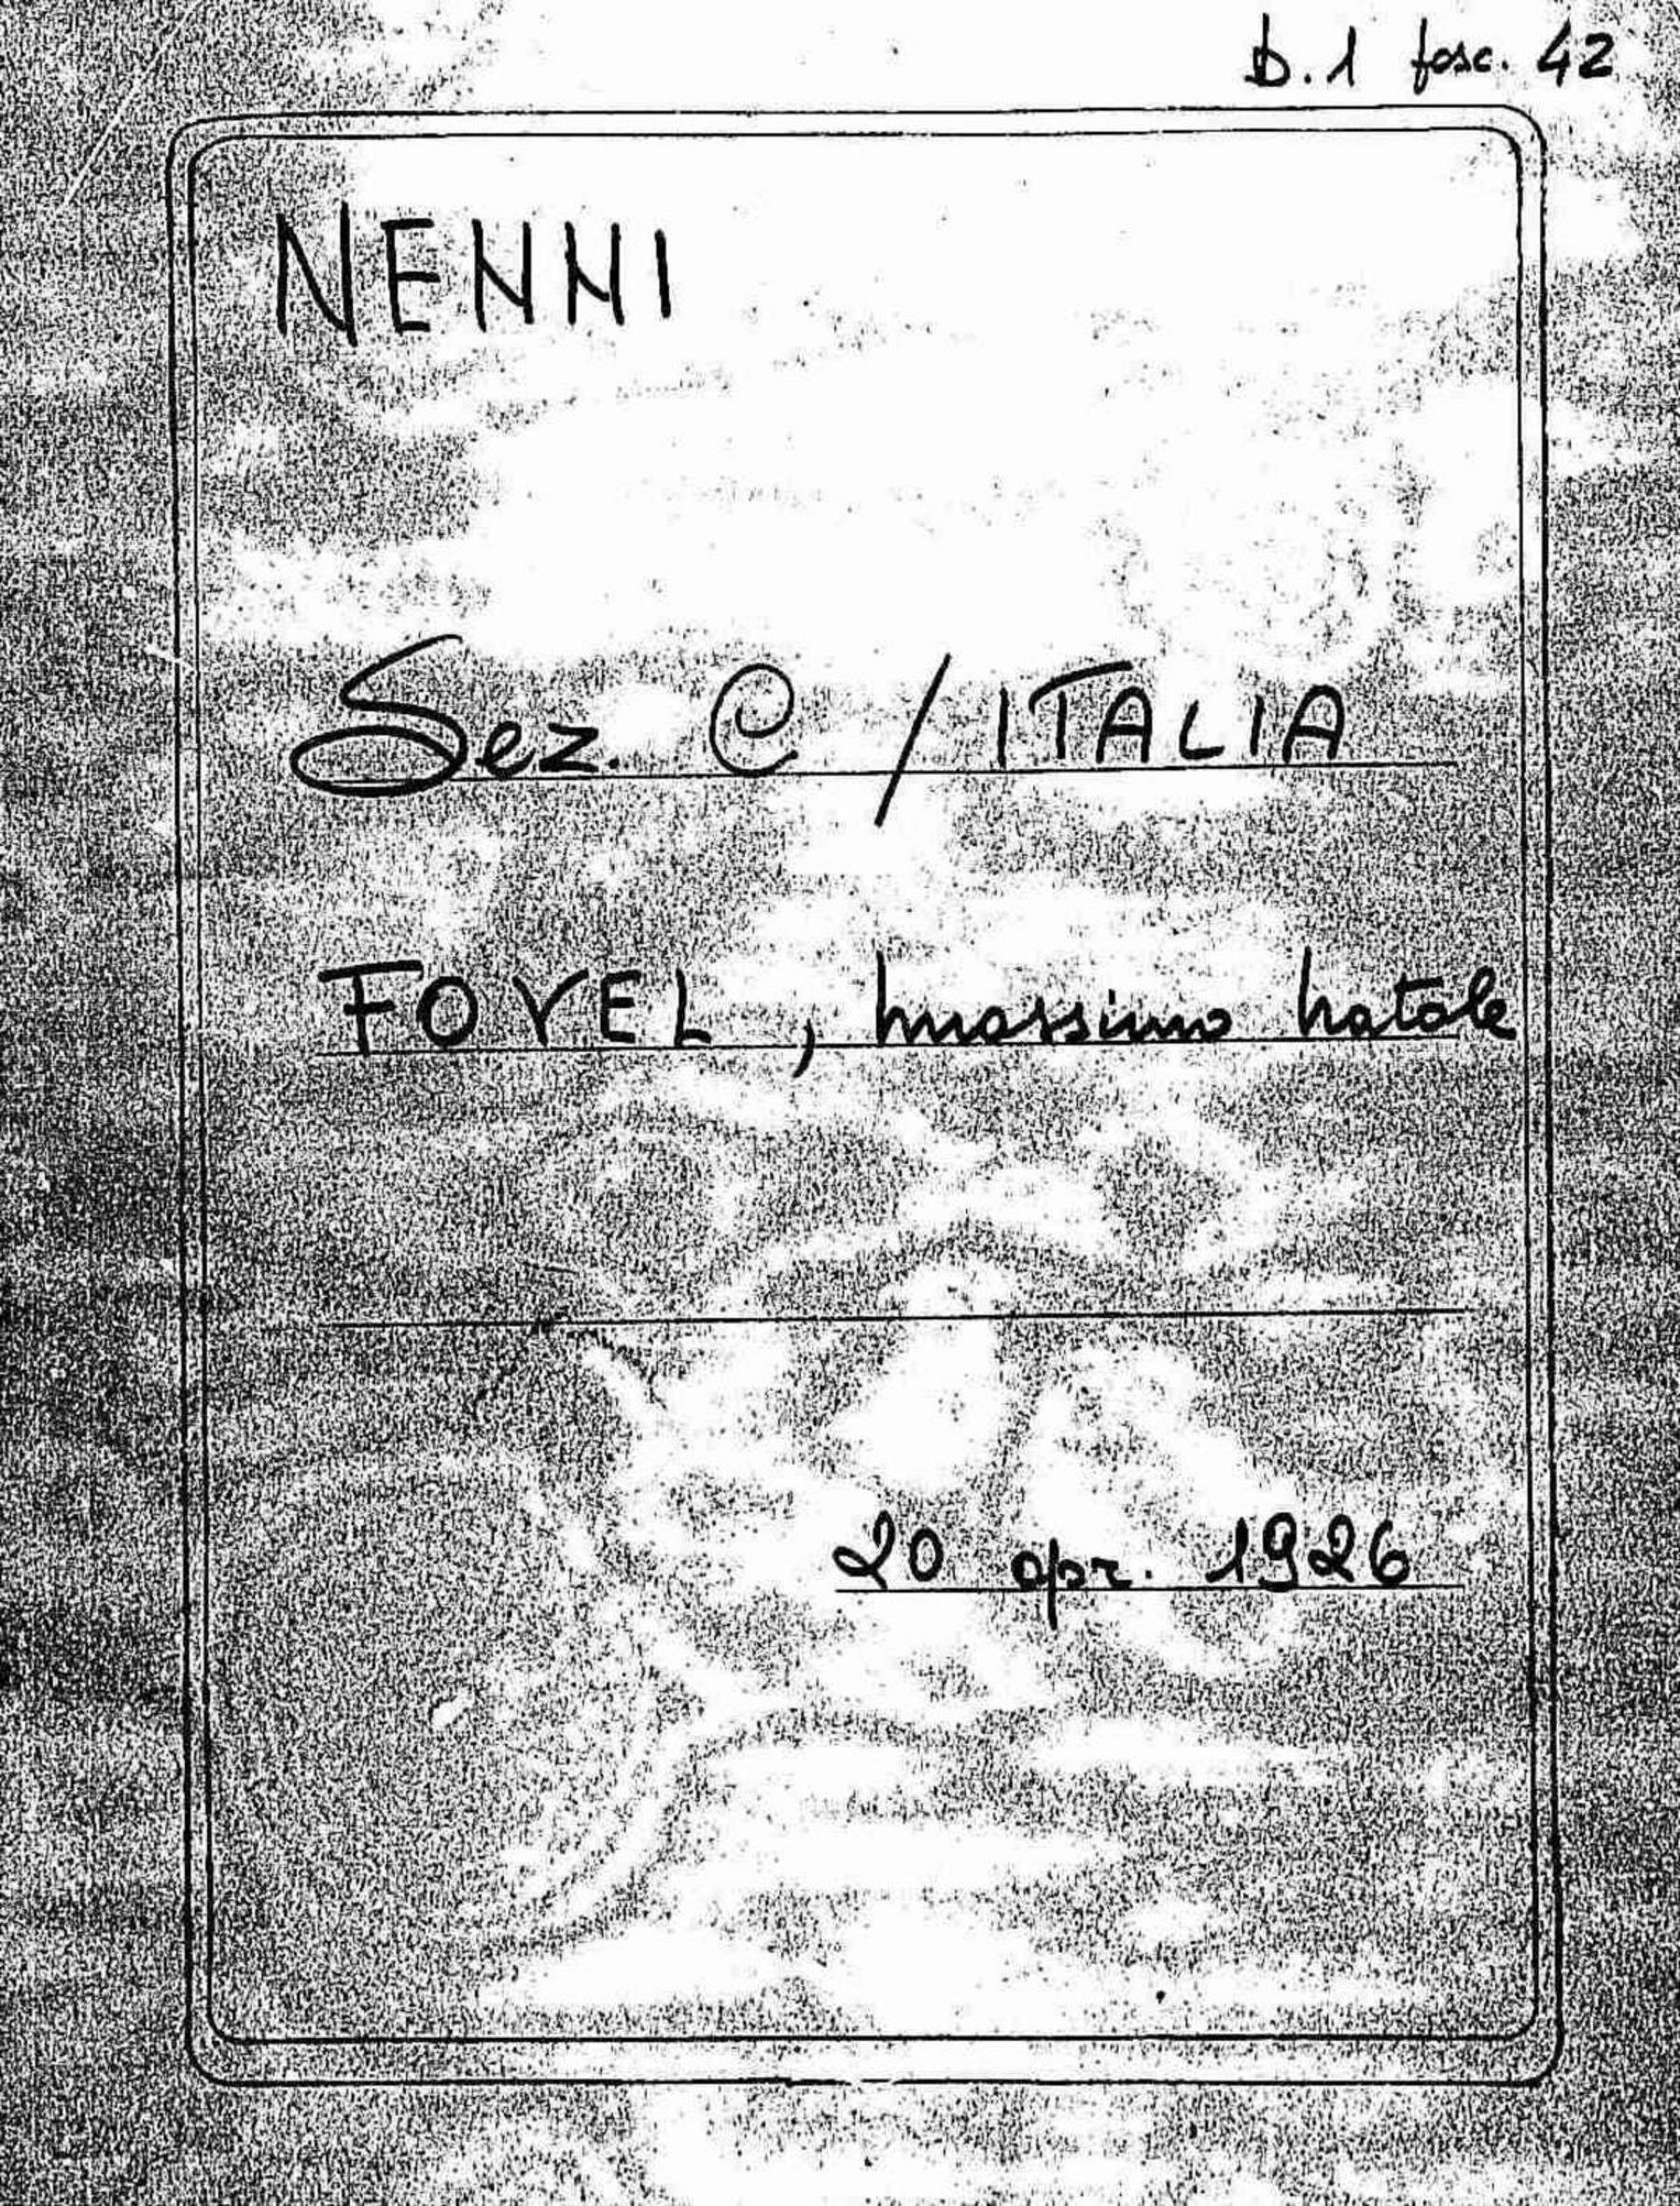 b. 1 fasc. 42
NENNI
Sez. C / ITALIA
FOVEL, Massimo Natale
20 apr. 1926